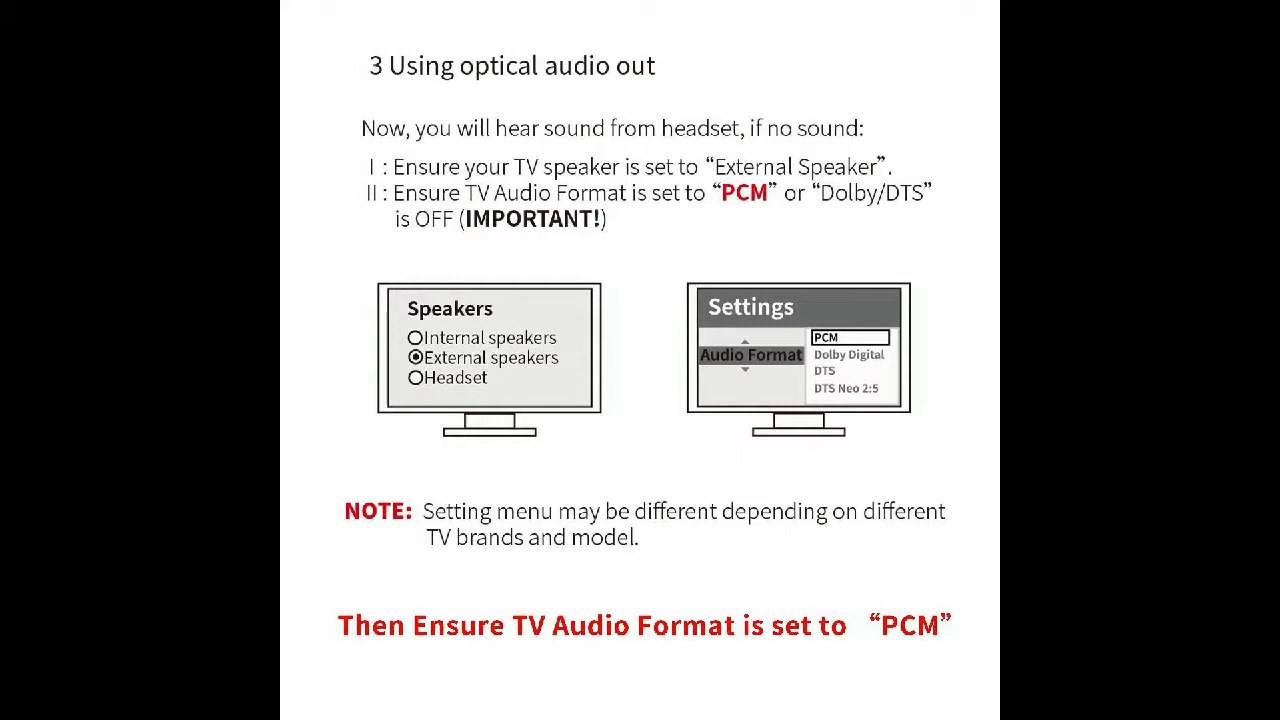 3 Using optical audio out
Now, you will hear sound from headset, if no sound:
I : Ensure your TV speaker is set to “External Speaker”.
II : Ensure TV Audio Format is set to “PCM” or “Dolby/DTS”
is OFF (IMPORTANT!)
Speakers
Internal speakers
External speakers
Headset
Settings
Audio Format
PCM
Dolby Digital
DTS
DTS Neo 2:5
NOTE: Setting menu may be different depending on different
TV brands and model.
Then Ensure TV Audio Format is set to “PCM”